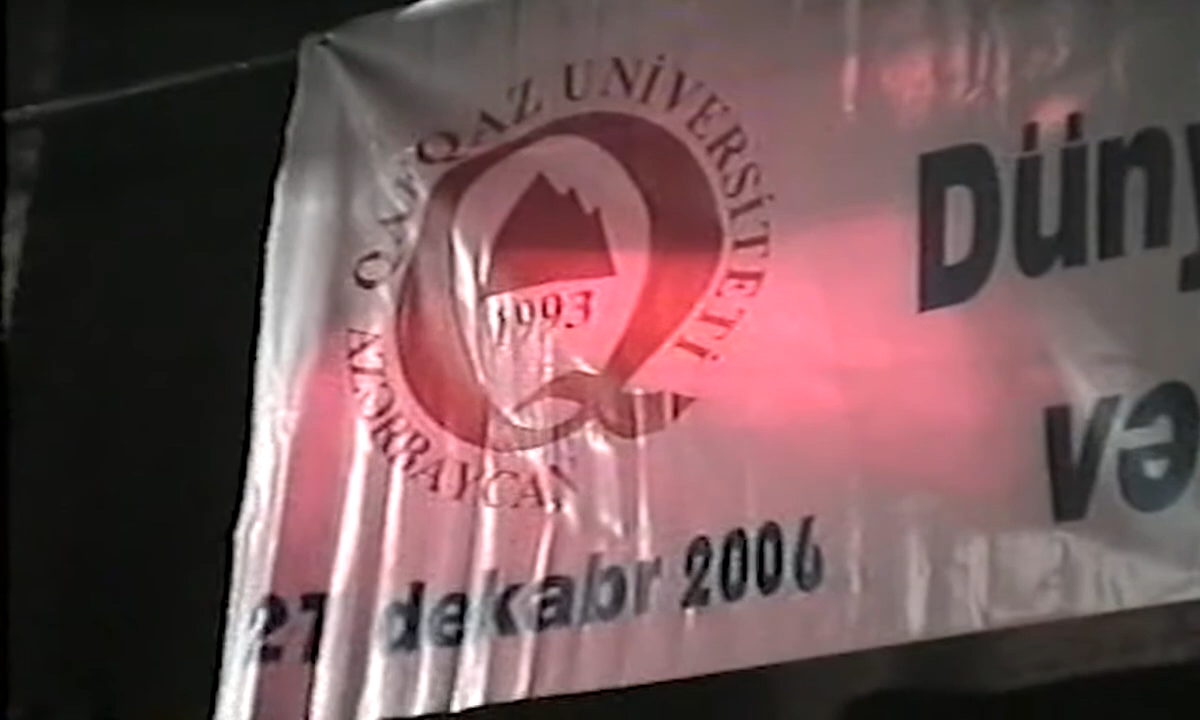 QAFQAZ UNİVERSİTETİ
1993
AZƏRBAYCAN
Düny
və
27 dekabr 2006